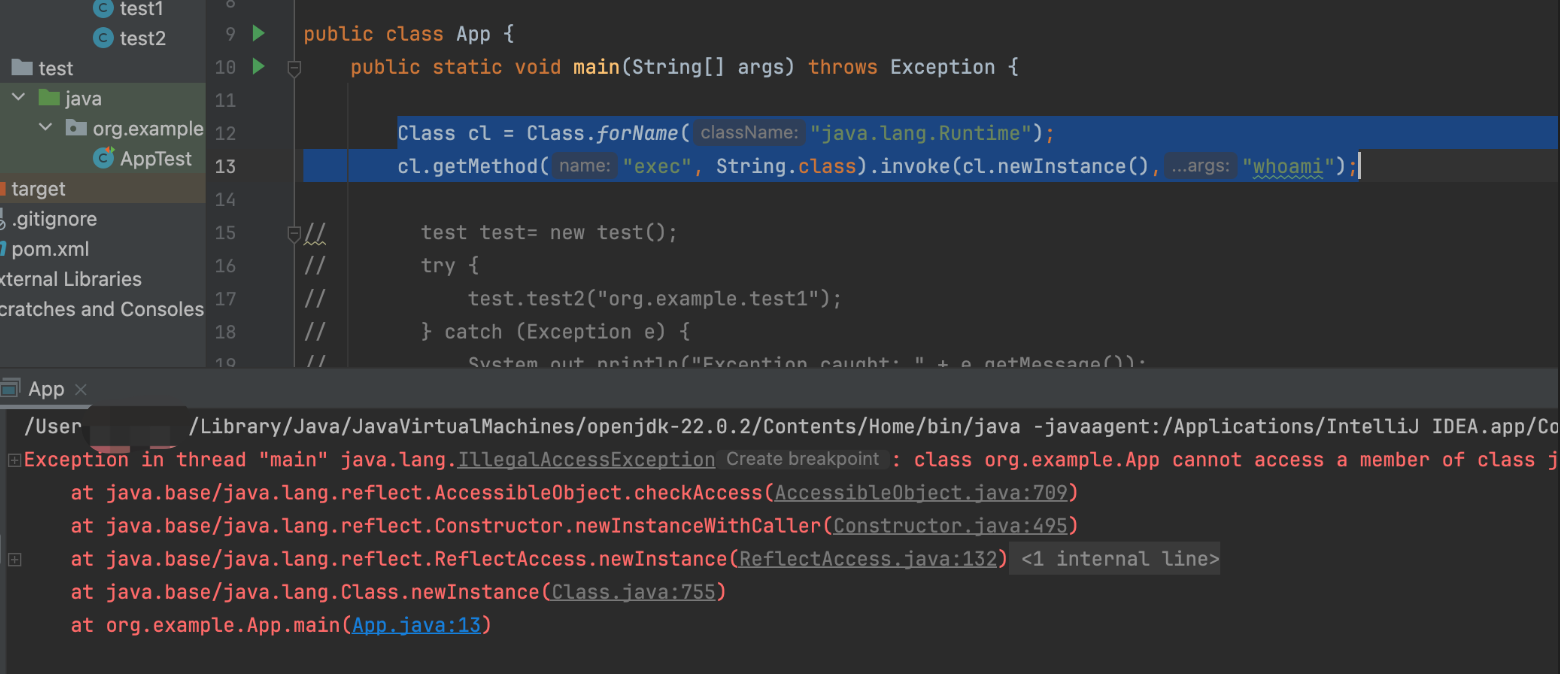 test1
test2
test
java
org.example
AppTest
target
.gitignore
pom.xml
xternal Libraries
cratches and Consoles
8
9 public class App {
10 public static void main(String[] args) throws Exception {
11
12 Class cl = Class.forName( className: "java.lang.Runtime");
13 cl.getMethod( name: "exec", String.class).invoke(cl.newInstance(), ...args: "whoami");
14
15 // test test= new test();
16 // try {
17 // test.test2("org.example.test1");
18 // } catch (Exception e) {
19 // System.out.println("Exception caught: " + e.getMessage());
App
/User /Library/Java/JavaVirtualMachines/openjdk-22.0.2/Contents/Home/bin/java -javaagent:/Applications/IntelliJ IDEA.app/Co
Exception in thread "main" java.lang.IllegalAccessException Create breakpoint : class org.example.App cannot access a member of class j
at java.base/java.lang.reflect.AccessibleObject.checkAccess(AccessibleObject.java:709)
at java.base/java.lang.reflect.Constructor.newInstanceWithCaller(Constructor.java:495)
at java.base/java.lang.reflect.ReflectAccess.newInstance(ReflectAccess.java:132) <1 internal line>
at java.base/java.lang.Class.newInstance(Class.java:755)
at org.example.App.main(App.java:13)